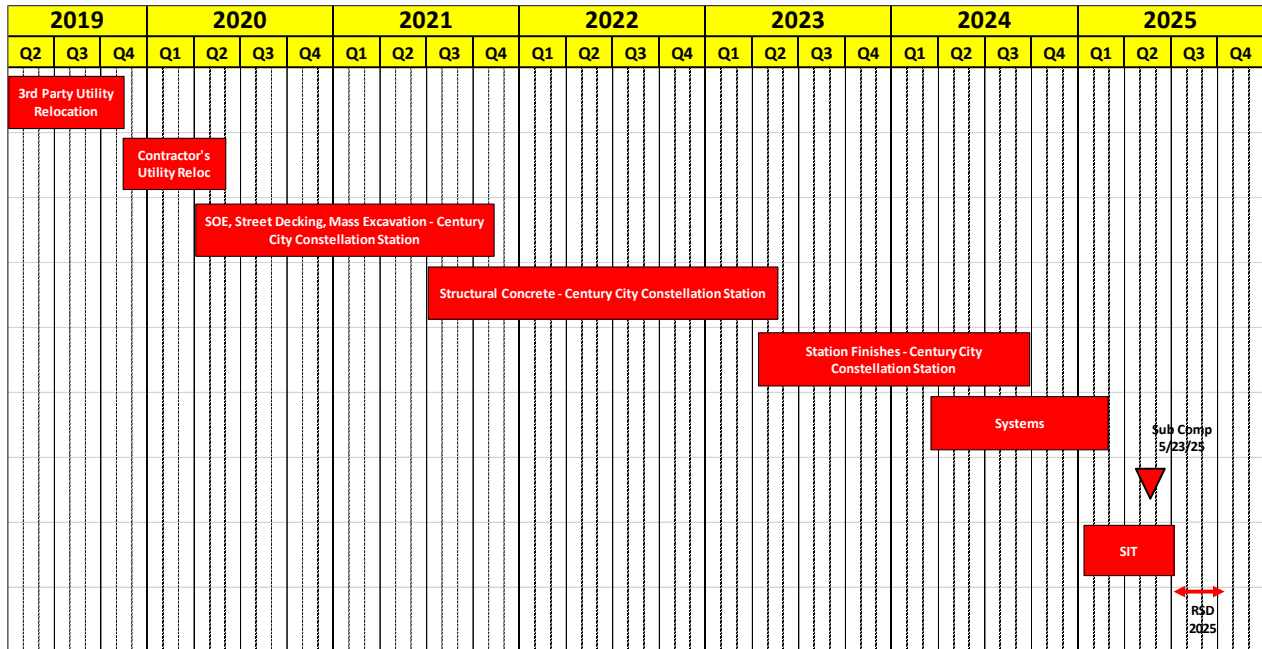 2019 2020 2021 2022 2023 2024 2025
Q2 Q3 Q4 Q1 Q2 Q3 Q4 Q1 Q2 Q3 Q4 Q1 Q2 Q3 Q4 Q1 Q2 Q3 Q4 Q1 Q2 Q3 Q4 Q1 Q2 Q3 Q4
3rd Party Utility
Relocation
Contractor's
Utility Reloc
SOE, Street Decking, Mass Excavation - Century
City Constellation Station
Structural Concrete - Century City Constellation Station
Station Finishes - Century City
Constellation Station
Systems
Sub Comp
5/23/25
SIT
RSD
2025